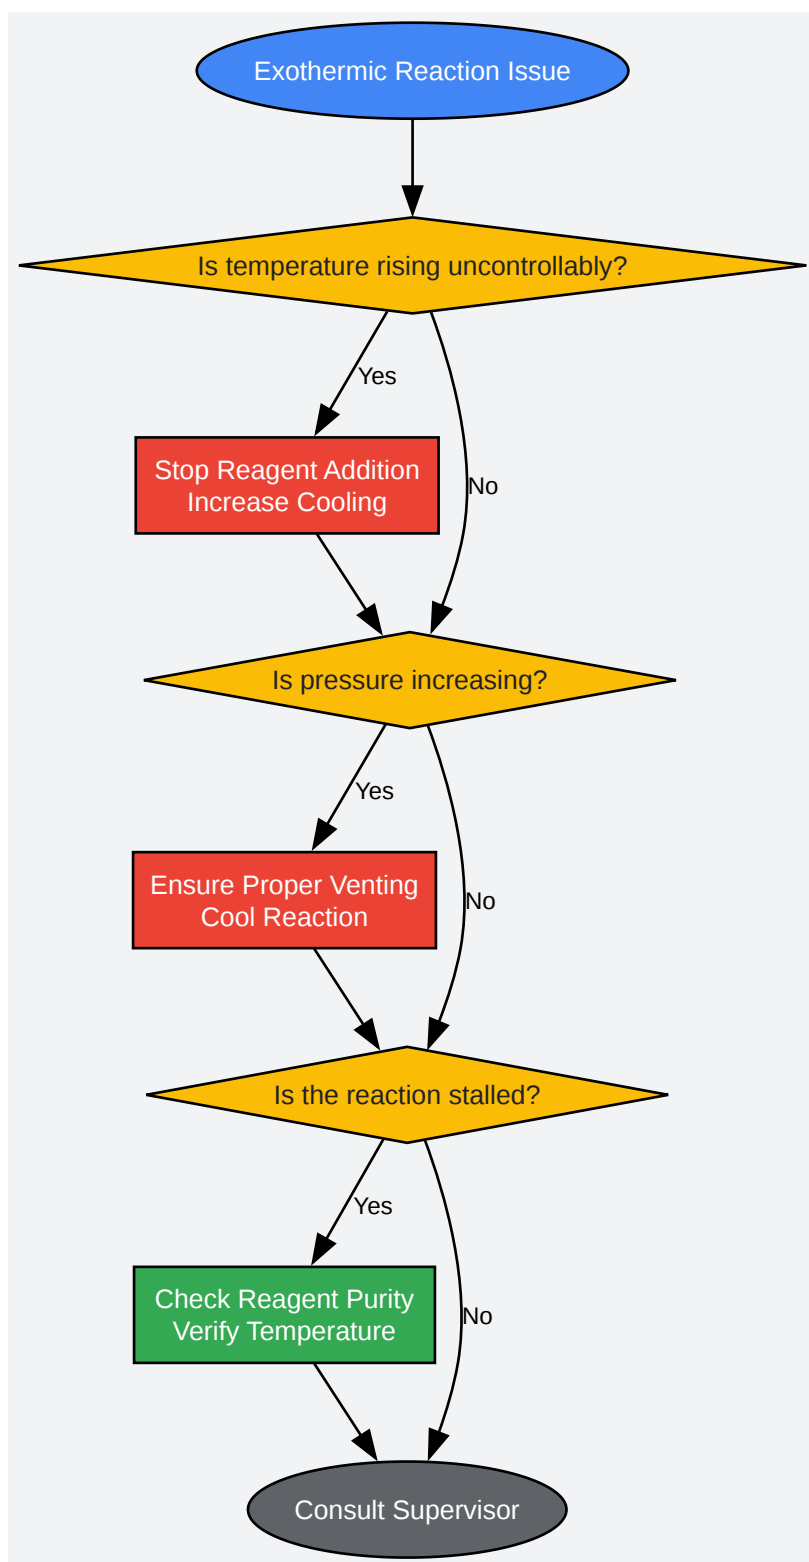 Exothermic Reaction Issue
Is temperature rising uncontrollably?
Yes
Stop Reagent Addition
Increase Cooling
No
Is pressure increasing?
Yes
Ensure Proper Venting
Cool Reaction
No
Is the reaction stalled?
Yes
Check Reagent Purity
Verify Temperature
No
Consult Supervisor